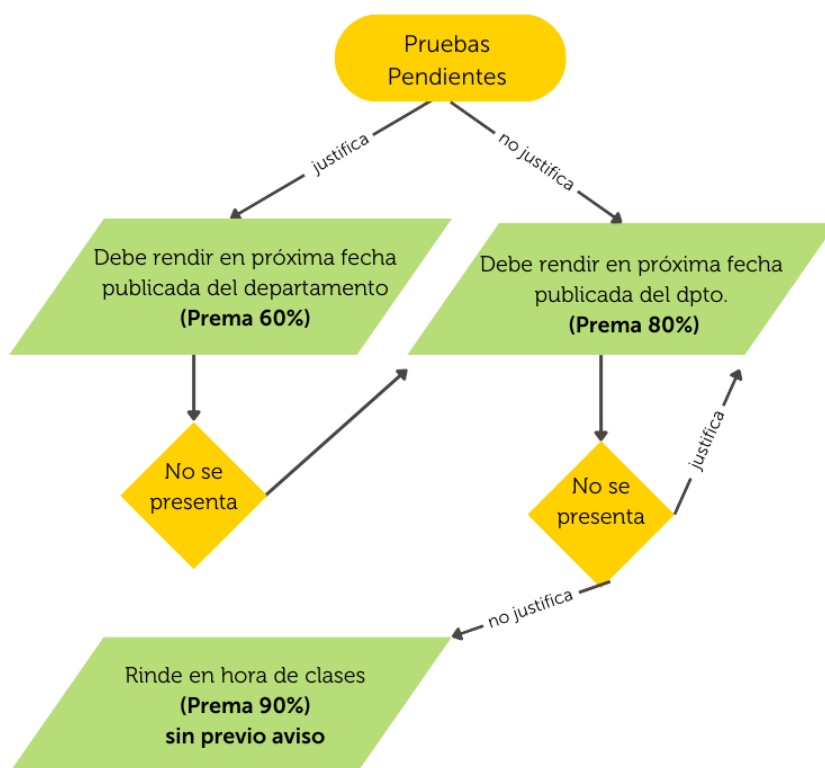 Pruebas
Pendientes
justifica
no justifica
Debe rendir en próxima fecha
publicada del departamento
(Prema 60%)
Debe rendir en próxima fecha
publicada del dpto.
(Prema 80%)
No se
presenta
No se
presenta
justifica
no justifica
Rinde en hora de clases
(Prema 90%)
sin previo aviso